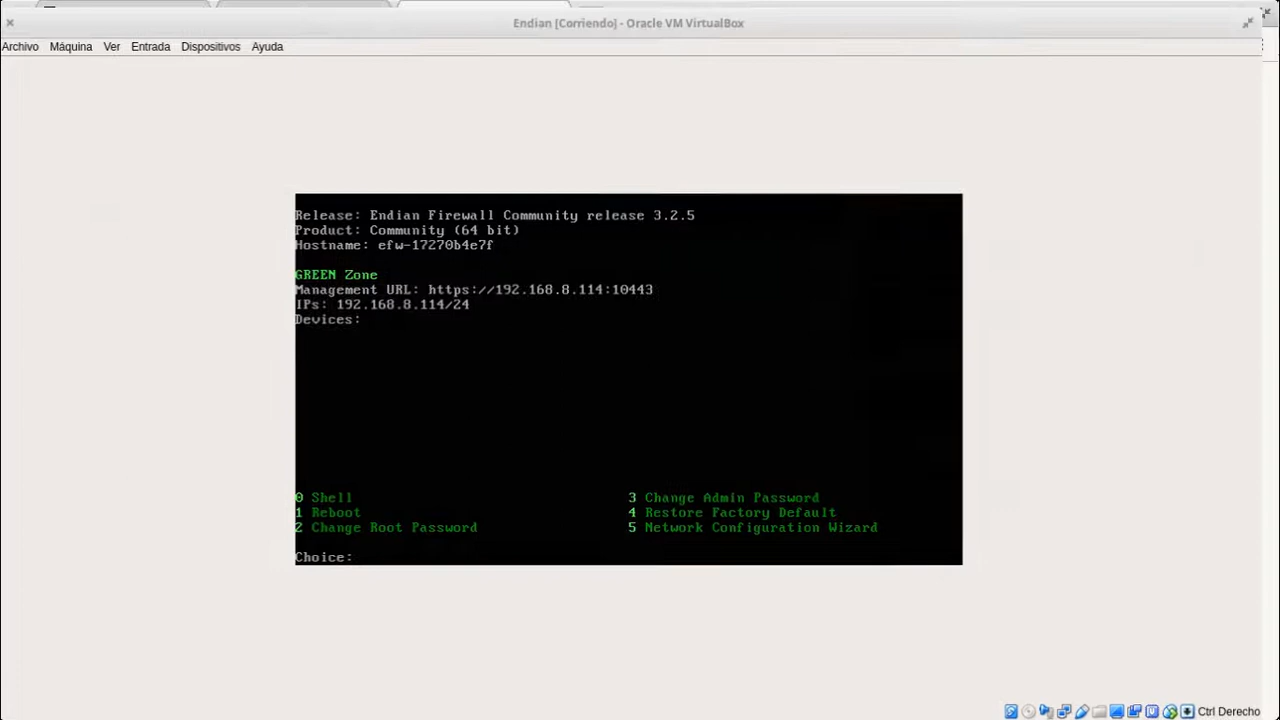 Endian [Corriendo] - Oracle VM VirtualBox
Archivo Máquina Ver Entrada Dispositivos Ayuda
Release: Endian Firewall Community release 3.2.5
Product: Community (64 bit)
Hostname: efw-17270b4e7f
GREEN Zone
Management URL: https://192.168.8.114:10443
IPs: 192.168.8.114/24
Devices:
0 Shell 3 Change Admin Password
1 Reboot 4 Restore Factory Default
2 Change Root Password 5 Network Configuration Wizard
Choice:
Ctrl Derecho